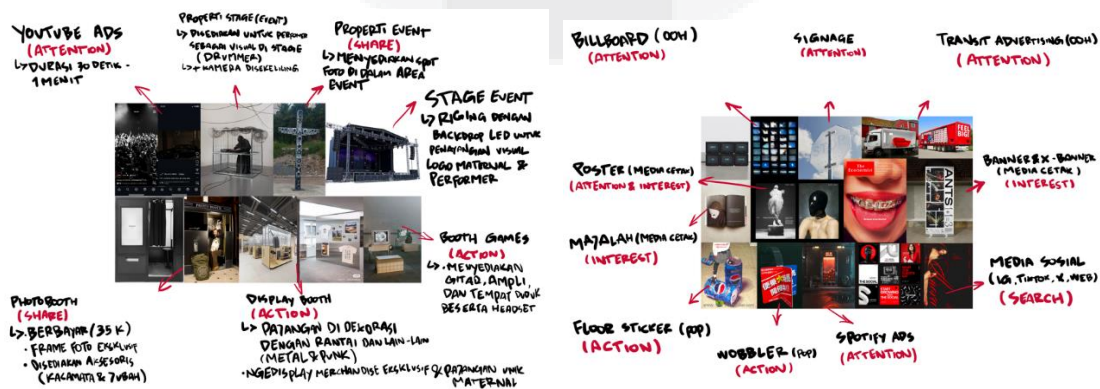 YOUTUBE ADS
(ATTENTION)
↳ DURASI 30 DETIK -
1 MENIT
PROPERTI STAGE (EVENT)
↳ DISEDIAKAN UNTUK PERFORMER
SEBAGAI VISUAL DI STAGE
(DRUMMER)
↳ + KAMERA DISEKELILING
PROPERTI EVENT
(SHARE)
↳ MENYEDIAKAN SPOT
FOTO DI DALAM AREA
EVENT
STAGE EVENT
↳ RIGING DENGAN
BACKDROP LED UNTUK
PENAYANGAN VISUAL
LOGO MATERNAL &
PERFORMER
BOOTH GAMES
(ACTION)
↳ • MENYEDIAKAN
GITAR, AMPLI,
DAN TEMPAT DUDUK
BESERTA HEADSET
PHOTOBOOTH
(SHARE)
↳ • BERBAYAR (35 K)
• FRAME FOTO EKSKLUSIF
• DISEDIAKAN AKSESORIS
(KACAMATA & JUBAH)
DISPLAY BOOTH
(ACTION)
↳ PAJANGAN DI DEKORASI
DENGAN RANTAI DAN LAIN-LAIN
(METAL & PUNK)
• NGEDISPLAY MERCHANDISE EKSKLUSIF & PAJANGAN UNIK
MATERNAL
BILLBOARD (OOH)
(ATTENTION)
SIGNAGE
(ATTENTION)
TRANSIT ADVERTISING (OOH)
(ATTENTION)
POSTER (MEDIA CETAK)
(ATTENTION & INTEREST)
MAJALAH (MEDIA CETAK)
(INTEREST)
BANNER & X-BANNER
(MEDIA CETAK)
(INTEREST)
MEDIA SOSIAL
(IG, TIKTOK, X, WEB)
(SEARCH)
FLOOR STICKER (POP)
(ACTION)
WOBBLER (POP)
(ACTION)
SPOTIFY ADS
(ATTENTION)
FEEL
BIG!
The
Economist
ANTS